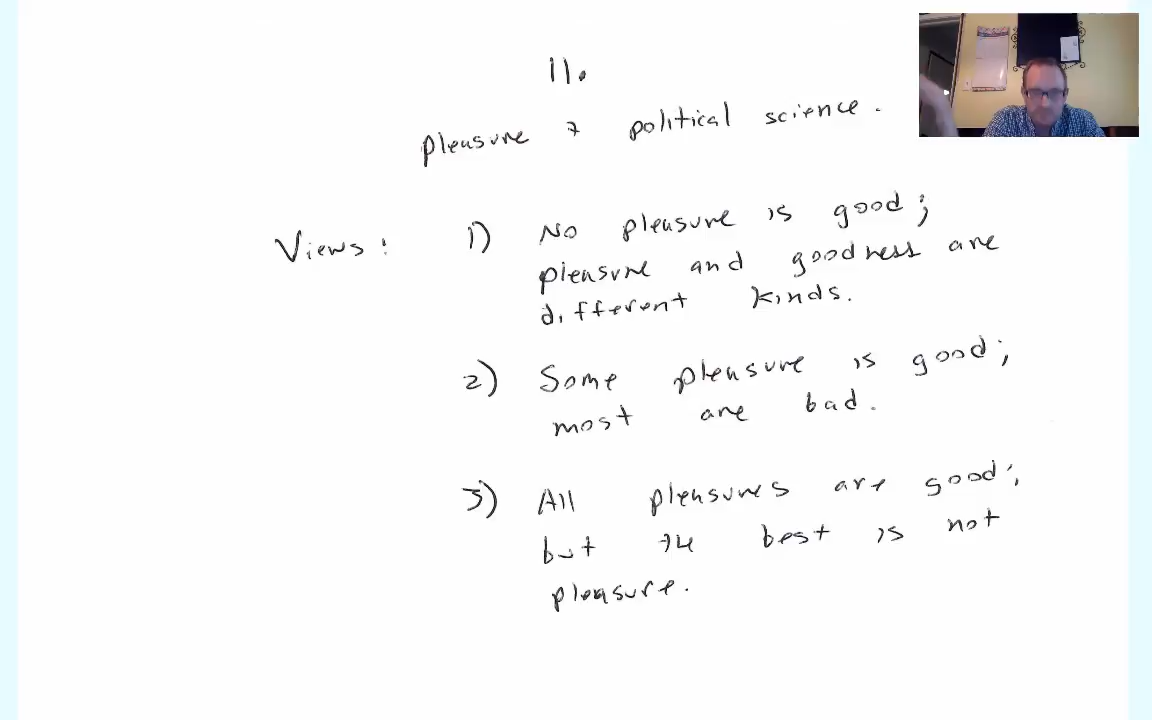 11.
pleasure & political science.
Views: 1) No pleasure is good;
pleasure and goodness are
different kinds.
2) Some pleasure is good;
most are bad.
3) All pleasures are good;
but the best is not
pleasure.